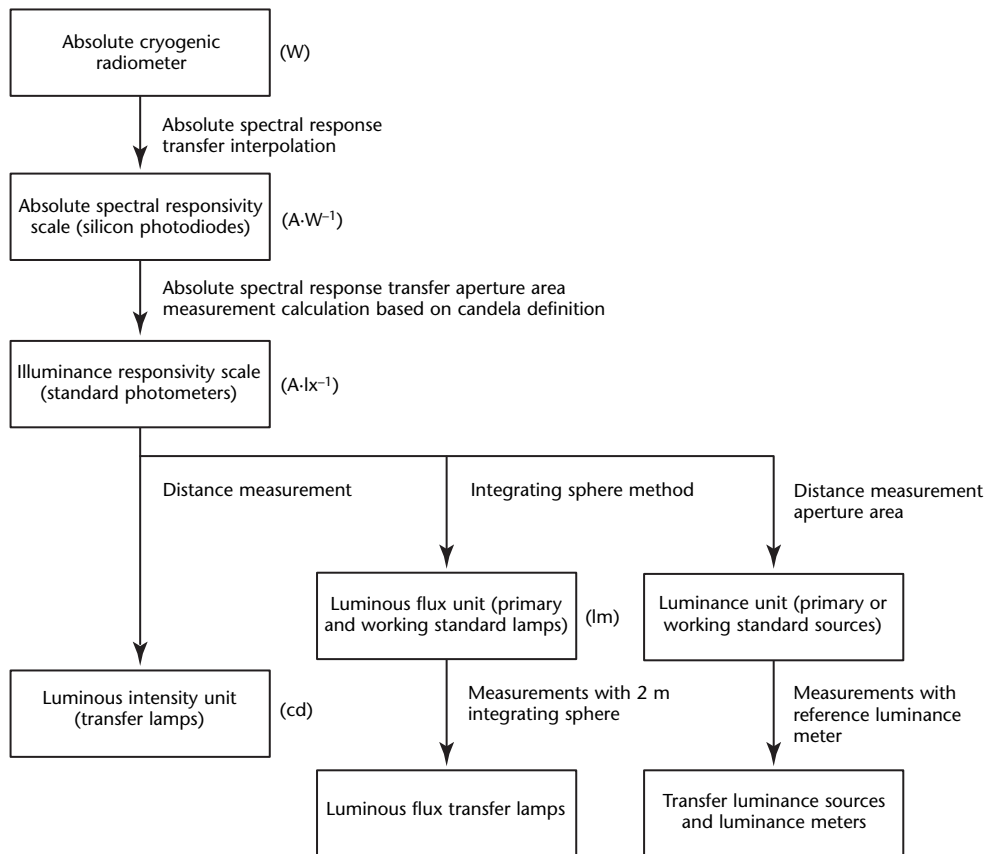 Absolute cryogenic
radiometer
(W)
Absolute spectral response
transfer interpolation
Absolute spectral responsivity
scale (silicon photodiodes)
(A·W⁻¹)
Absolute spectral response transfer aperture area
measurement calculation based on candela definition
Illuminance responsivity scale
(standard photometers)
(A·lx⁻¹)
Distance measurement
Integrating sphere method
Distance measurement
aperture area
Luminous flux unit (primary
and working standard lamps)
(lm)
Luminance unit (primary or
working standard sources)
Luminous intensity unit
(transfer lamps)
(cd)
Measurements with 2 m
integrating sphere
Measurements with
reference luminance
meter
Luminous flux transfer lamps
Transfer luminance sources
and luminance meters